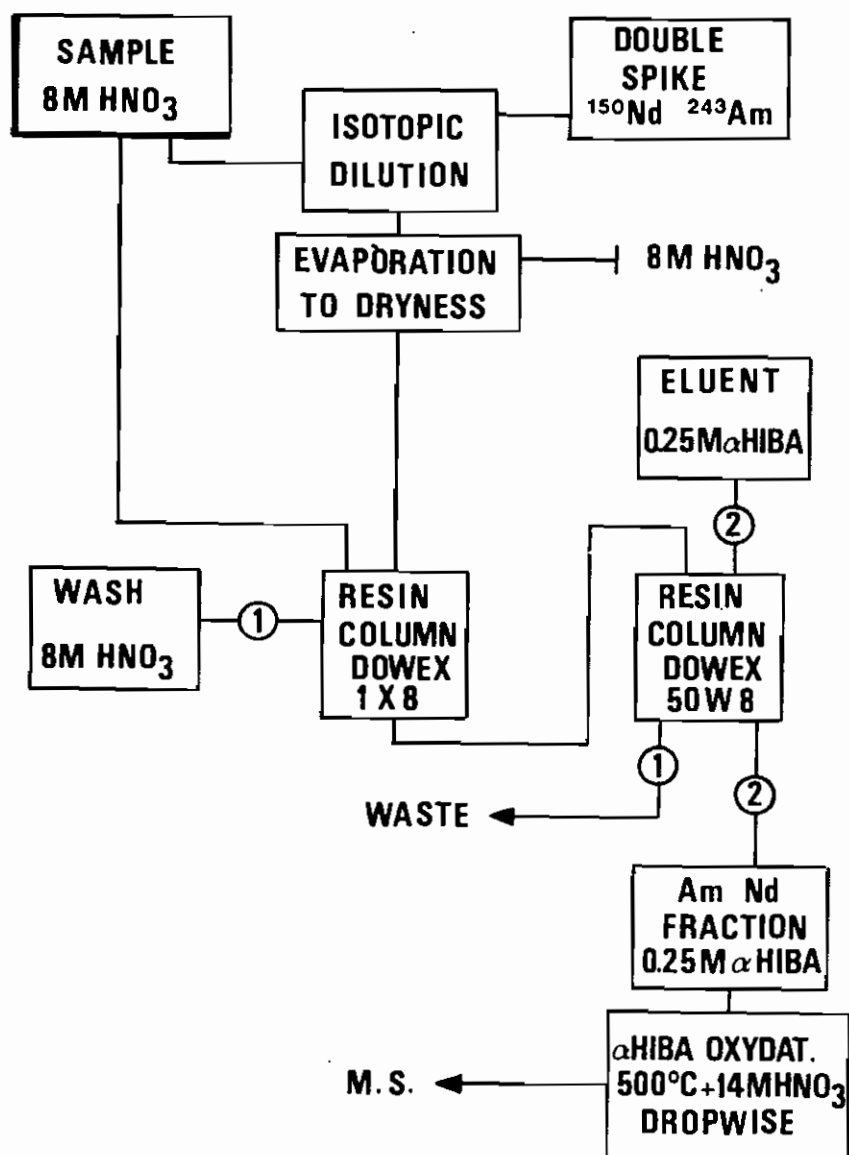 SAMPLE
8M HNO₃
DOUBLE
SPIKE
¹⁵⁰Nd ²⁴³Am
ISOTOPIC
DILUTION
EVAPORATION
TO DRYNESS
8M HNO₃
ELUENT
0.25MαHIBA
2
WASH
8M HNO₃
1
RESIN
COLUMN
DOWEX
1 X 8
RESIN
COLUMN
DOWEX
50W8
1
2
WASTE
Am Nd
FRACTION
0.25M αHIBA
αHIBA OXYDAT.
500°C+14MHNO₃
DROPWISE
M.S.